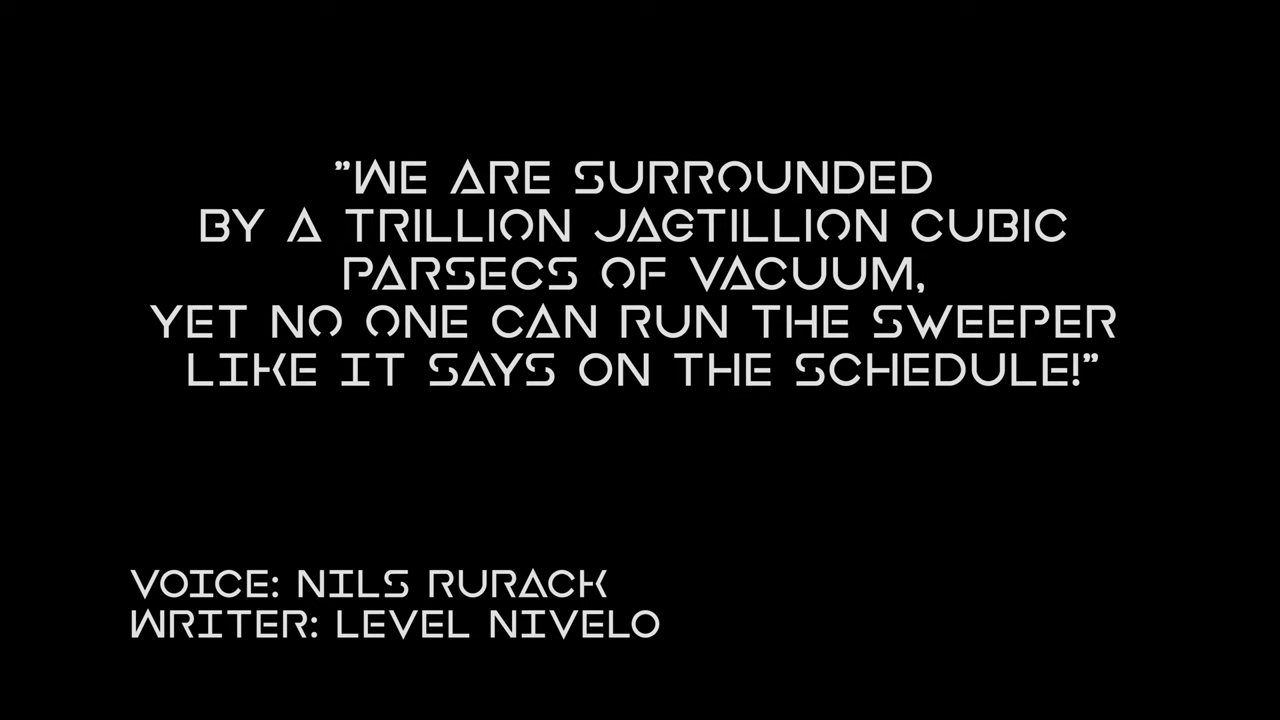 ”WE ARE SURROUNDED
BY A TRILLION JAGTILLION CUBIC
PARSECS OF VACUUM,
YET NO ONE CAN RUN THE SWEEPER
LIKE IT SAYS ON THE SCHEDULE!”
VOICE: NILS RURACK
WRITER: LEVEL NIVELO